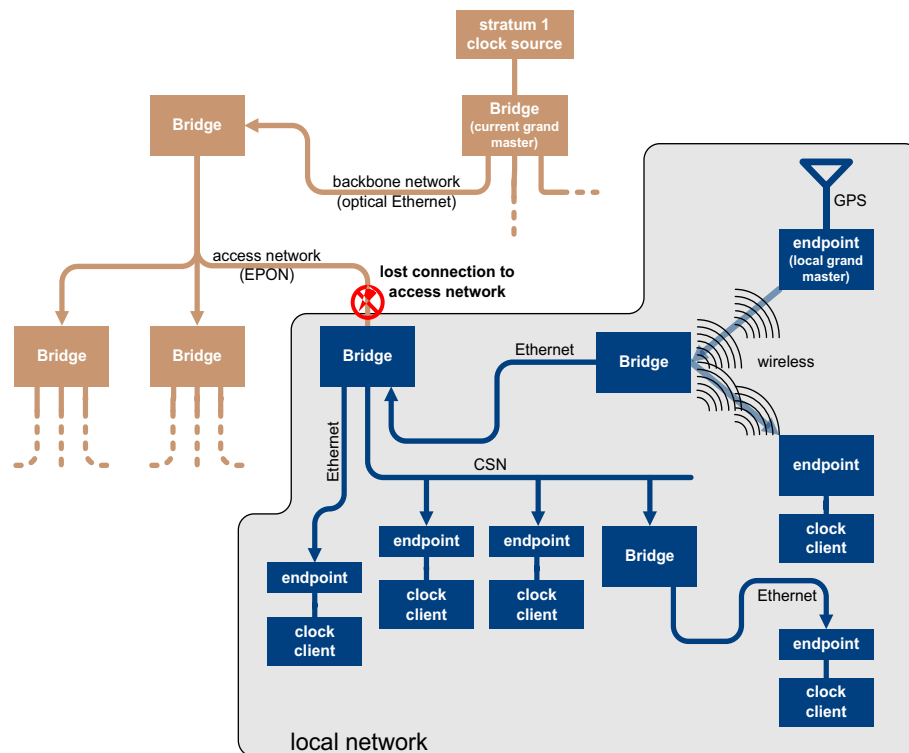 stratum 1
clock source
Bridge
(current grand
master)
Bridge
backbone network
(optical Ethernet)
GPS
endpoint
(local grand
master)
access network
(EPON)
lost connection to
access network
Bridge
Bridge
Bridge
Ethernet
Bridge
wireless
Ethernet
CSN
endpoint
clock
client
endpoint
clock
client
endpoint
clock
client
Bridge
endpoint
clock
client
Ethernet
endpoint
clock
client
local network